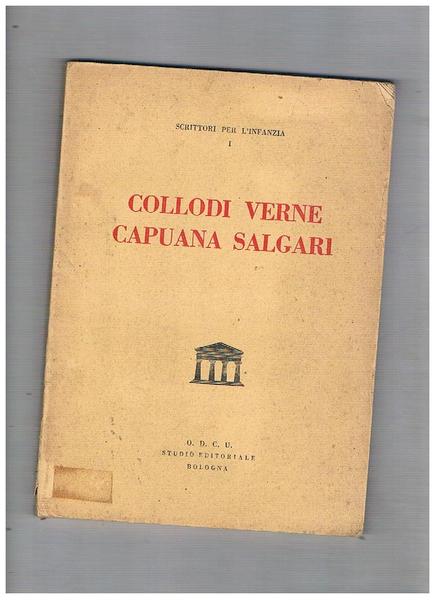 SCRITTORI PER L'INFANZIA
I
COLLODI VERNE
CAPUANA SALGARI
O. D. C. U.
STUDIO EDITORIALE
BOLOGNA